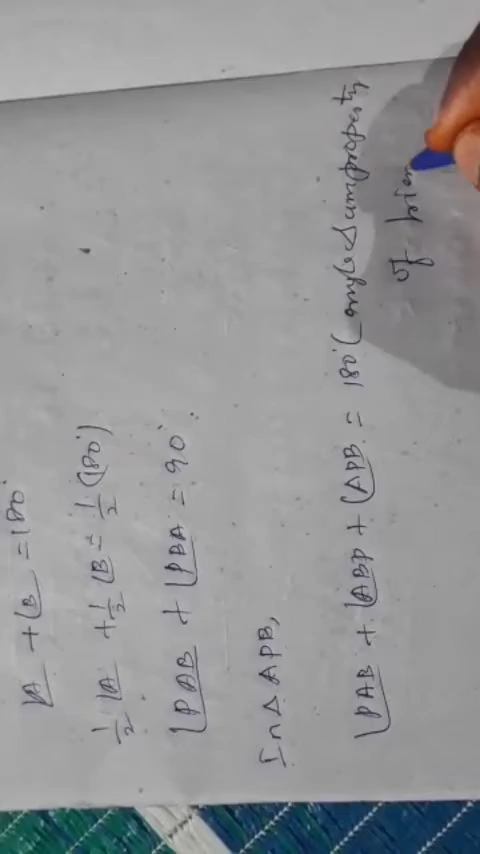 ∠A + ∠B = 180°
1/2 ∠A + 1/2 ∠B = 1/2 (180°)
∠PAB + ∠PBA = 90°.
In Δ APB,
∠PAB + ∠ABP + ∠APB = 180° (angle sum property
of trian